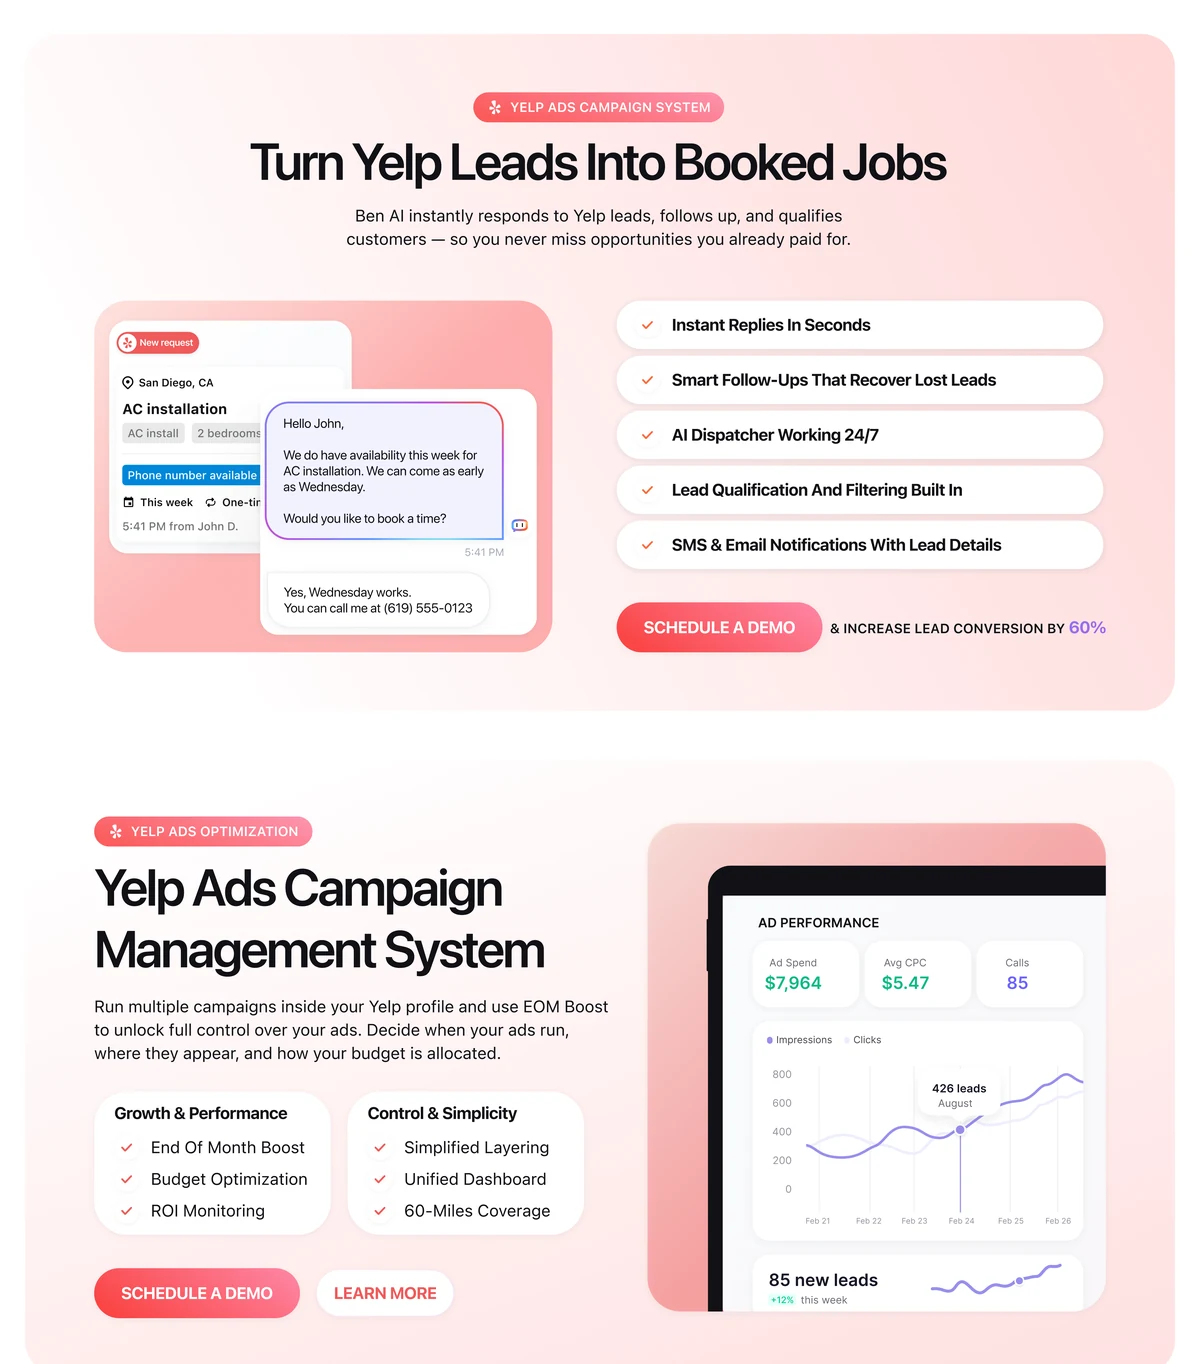 YELP ADS CAMPAIGN SYSTEM
Turn Yelp Leads Into Booked Jobs
Ben AI instantly responds to Yelp leads, follows up, and qualifies
customers — so you never miss opportunities you already paid for.
New request
San Diego, CA
AC installation
AC install
2 bedrooms
Phone number available
This week
5:41 PM from John D.
Hello John,
We do have availability this week for
AC installation. We can come as early
as Wednesday.
Would you like to book a time?
5:41 PM
Yes, Wednesday works.
You can call me at (619) 555-0123
Instant Replies In Seconds
Smart Follow-Ups That Recover Lost Leads
AI Dispatcher Working 24/7
Lead Qualification And Filtering Built In
SMS & Email Notifications With Lead Details
SCHEDULE A DEMO
& INCREASE LEAD CONVERSION BY 60%
YELP ADS OPTIMIZATION
Yelp Ads Campaign
Management System
Run multiple campaigns inside your Yelp profile and use EOM Boost
to unlock full control over your ads. Decide when your ads run,
where they appear, and how your budget is allocated.
Growth & Performance
End Of Month Boost
Budget Optimization
ROI Monitoring
Control & Simplicity
Simplified Layering
Unified Dashboard
60-Miles Coverage
SCHEDULE A DEMO
LEARN MORE
AD PERFORMANCE
Ad Spend
$7,964
Avg CPC
$5.47
Calls
85
Impressions
Clicks
800
600
400
200
0
426 leads
August
Feb 21
Feb 22
Feb 23
Feb 24
Feb 25
Feb 26
85 new leads
+12% this week